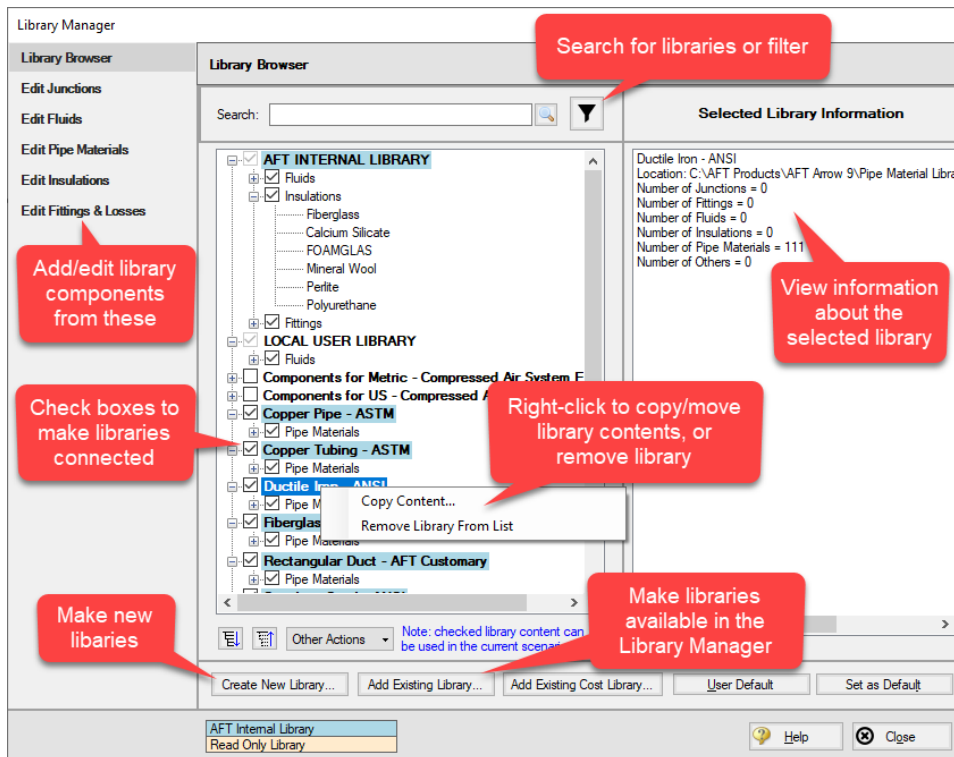 Library Manager
Library Browser
Edit Junctions
Edit Fluids
Edit Pipe Materials
Edit Insulations
Edit Fittings & Losses
Add/edit library
components
from these
Check boxes to
make libraries
connected
Make new
libaries
Library Browser
Search for libraries or filter
Search:
AFT INTERNAL LIBRARY
Fluids
Insulations
Fiberglass
Calcium Silicate
FOAMGLAS
Mineral Wool
Perlite
Polyurethane
Fittings
LOCAL USER LIBRARY
Fluids
Components for Metric - Compressed Air System E
Components for US - Compressed A
Copper Pipe - ASTM
Pipe Materials
Copper Tubing - ASTM
Pipe Materials
Ductile Iron - ANSI
Pipe M
Fiberglas
Pipe Materials
Rectangular Duct - AFT Customary
Pipe Materials
Right-click to copy/move
library contents, or
remove library
Copy Content...
Remove Library From List
Other Actions
Note: checked library content can
be used in the current scenari
Selected Library Information
Ductile Iron - ANSI
Location: C:\AFT Products\AFT Arrow 9\Pipe Material Libra
Number of Junctions = 0
Number of Fittings = 0
Number of Fluids = 0
Number of Insulations = 0
Number of Pipe Materials = 111
Number of Others = 0
View information
about the
selected library
Make libraries
available in the
Library Manager
Create New Library...
Add Existing Library...
Add Existing Cost Library...
User Default
Set as Default
AFT Internal Library
Read Only Library
Help
Close